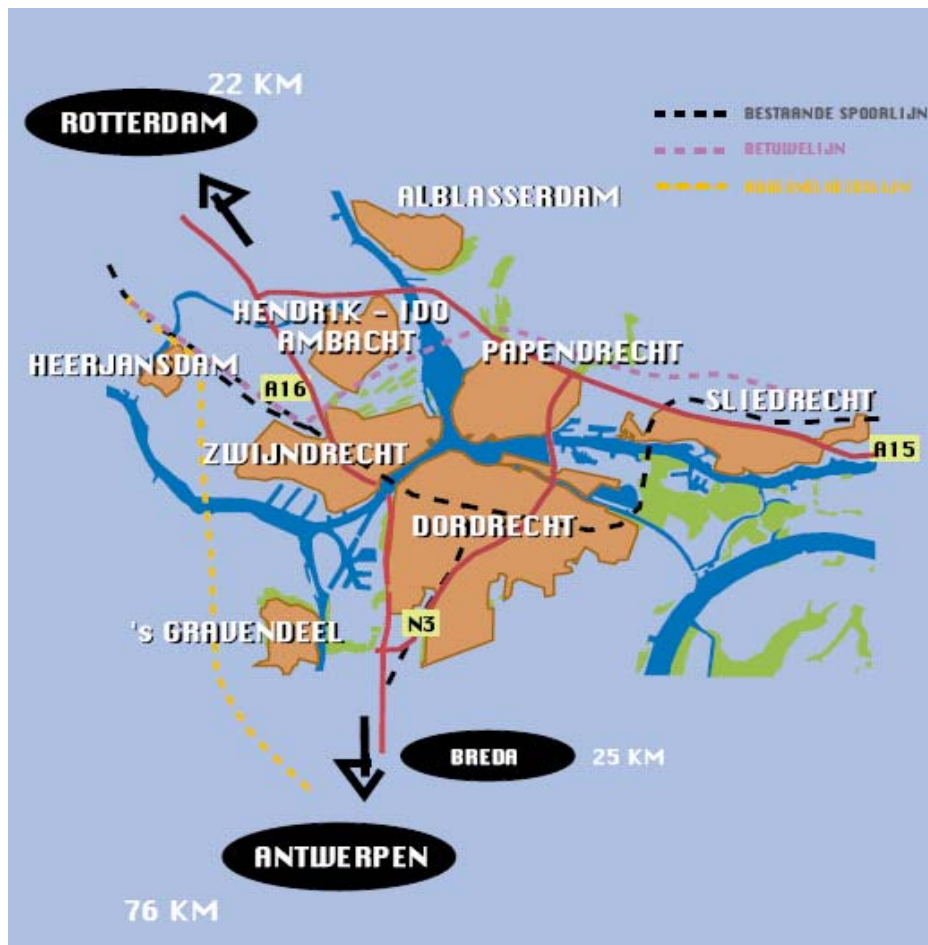 22 KM
ROTTERDAM
BESTAANDE SPOORLIJN
BETUWELIJN
ALBLASSERDAM
HENDRIK - IDO
AMBACHT
PAPENDRECHT
HEERJANSDAM
A16
SLIEDRECHT
ZWIJNDRECHT
A15
DORDRECHT
's GRAVENDEEL
N3
BREDA
25 KM
ANTWERPEN
76 KM